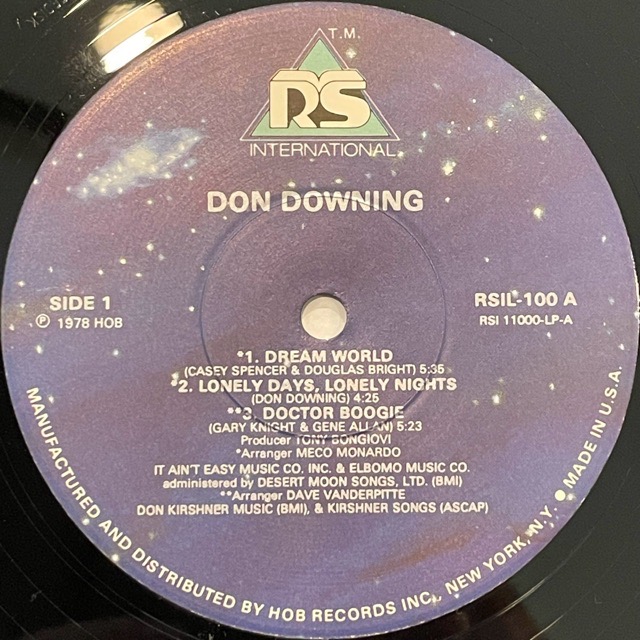 T.M.
RS
INTERNATIONAL
DON DOWNING
SIDE 1
℗ 1978 HOB
RSIL-100 A
RSI 11000-LP-A
*1. DREAM WORLD
(CASEY SPENCER & DOUGLAS BRIGHT) 5:35
*2. LONELY DAYS, LONELY NIGHTS
(DON DOWNING) 4:25
**3. DOCTOR BOOGIE
(GARY KNIGHT & GENE ALLAN) 5:23
Producer TONY BONGIOVI
*Arranger MECO MONARDO
IT AIN'T EASY MUSIC CO. INC. & ELBOMO MUSIC CO.
administered by DESERT MOON SONGS, LTD. (BMI)
**Arranger DAVE VANDERPITTE
DON KIRSHNER MUSIC (BMI), & KIRSHNER SONGS (ASCAP)
MANUFACTURED AND DISTRIBUTED BY HOB RECORDS INC., NEW YORK, N.Y. ● MADE IN U.S.A.